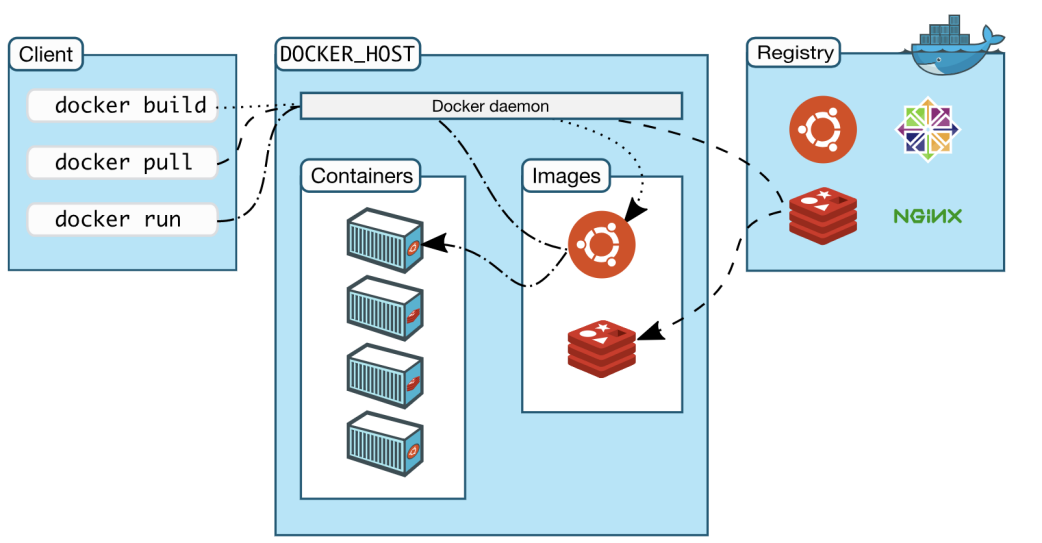 Client
docker build
docker pull
docker run
DOCKER_HOST
Docker daemon
Containers
Images
Registry
NGiNX